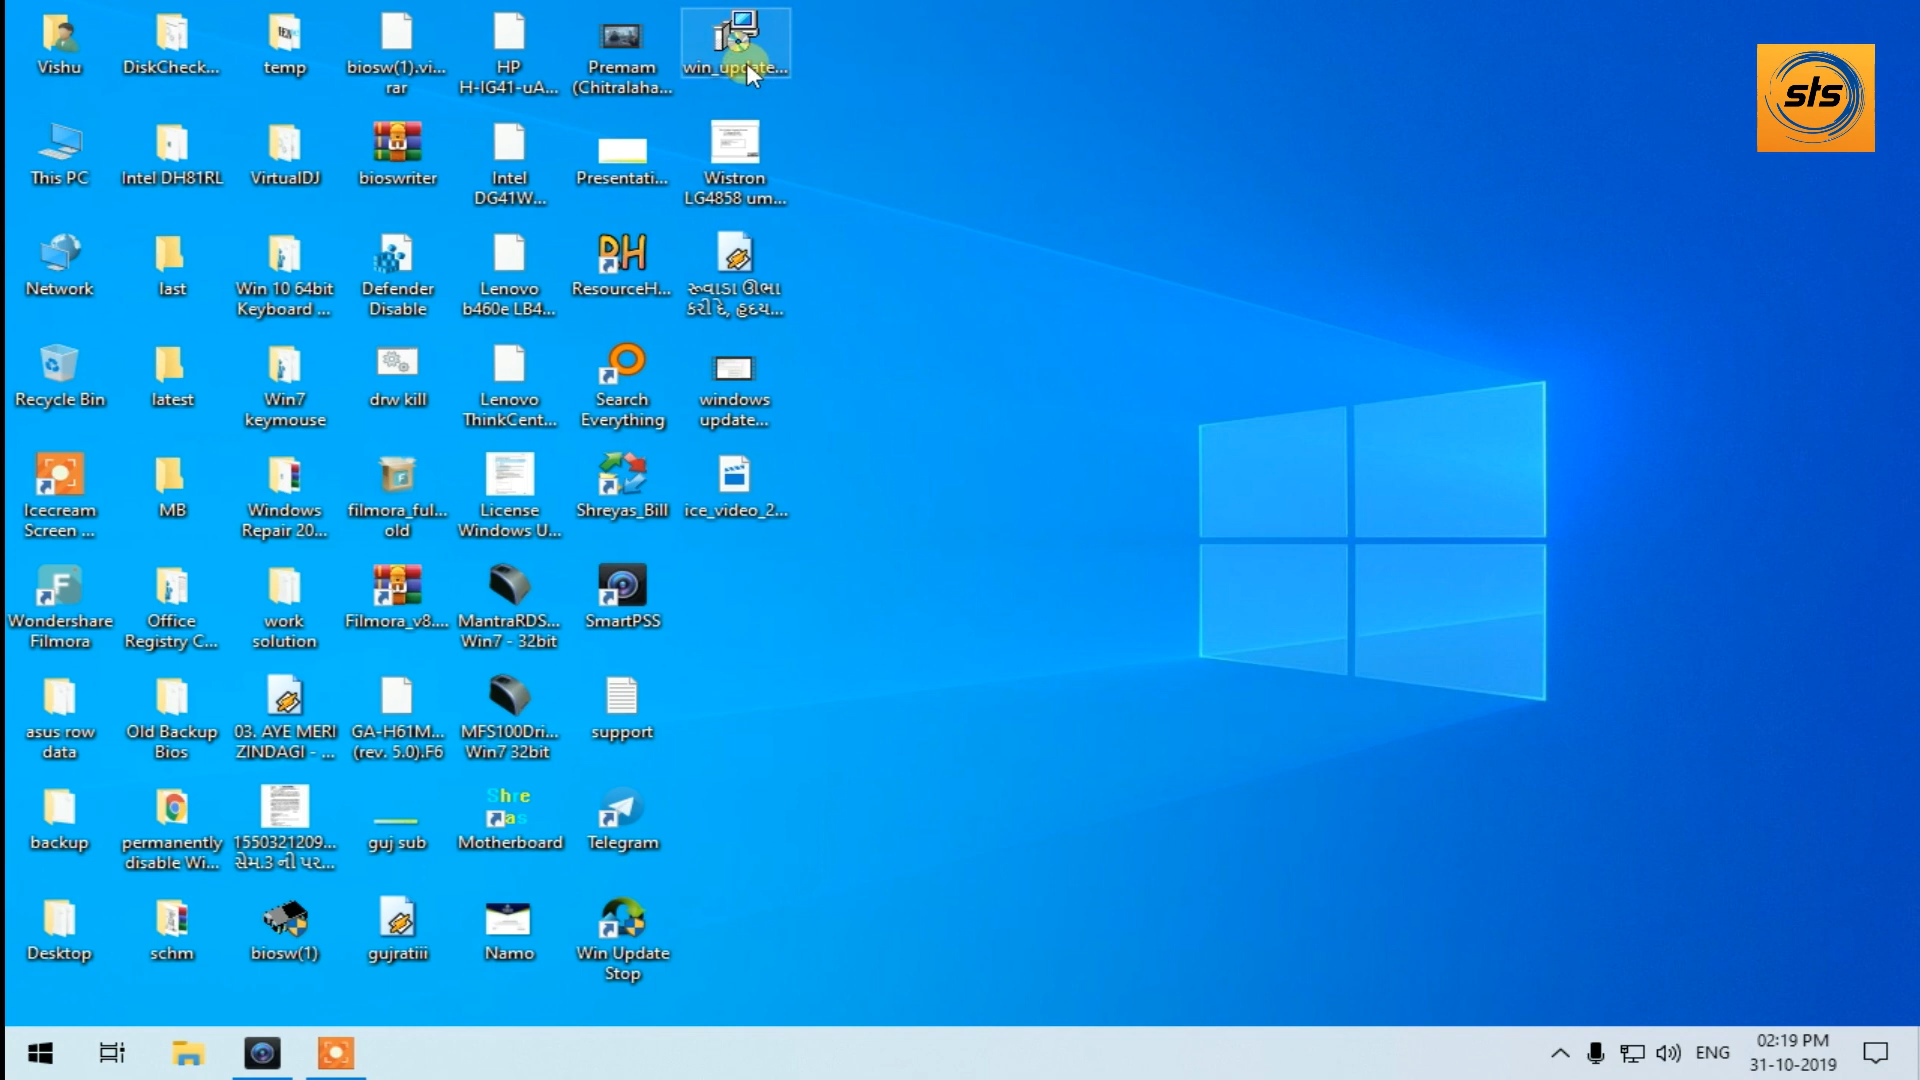 Vishu
DiskCheck...
temp
biosw(1).vi...
rar
HP
H-IG41-uA...
Premam
(Chitralaha...
win_update...
sts
This PC
Intel DH81RL
VirtualDJ
bioswriter
Intel
DG41W...
Presentati...
Wistron
LG4858 um...
Network
last
Win 10 64bit
Keyboard ...
Defender
Disable
Lenovo
b460e LB4...
ResourceH...
રૂવાડા ઊભા
કરી દે, હૃદય...
Recycle Bin
latest
Win7
keymouse
drw kill
Lenovo
ThinkCent...
Search
Everything
windows
update...
Icecream
Screen ...
MB
Windows
Repair 20...
filmora_ful...
old
License
Windows U...
Shreyas_Bill
ice_video_2...
Wondershare
Filmora
Office
Registry C...
work
solution
Filmora_v8....
MantraRDS...
Win7 - 32bit
SmartPSS
asus row
data
Old Backup
Bios
03. AYE MERI
ZINDAGI - ...
GA-H61M...
(rev. 5.0).F6
MFS100Dri...
Win7 32bit
support
backup
permanently
disable Wi...
1550321209...
સેમ.3 ની પર...
guj sub
Shre
as
Motherboard
Telegram
Desktop
schm
biosw(1)
gujratiii
Namo
Win Update
Stop
ENG
02:19 PM
31-10-2019